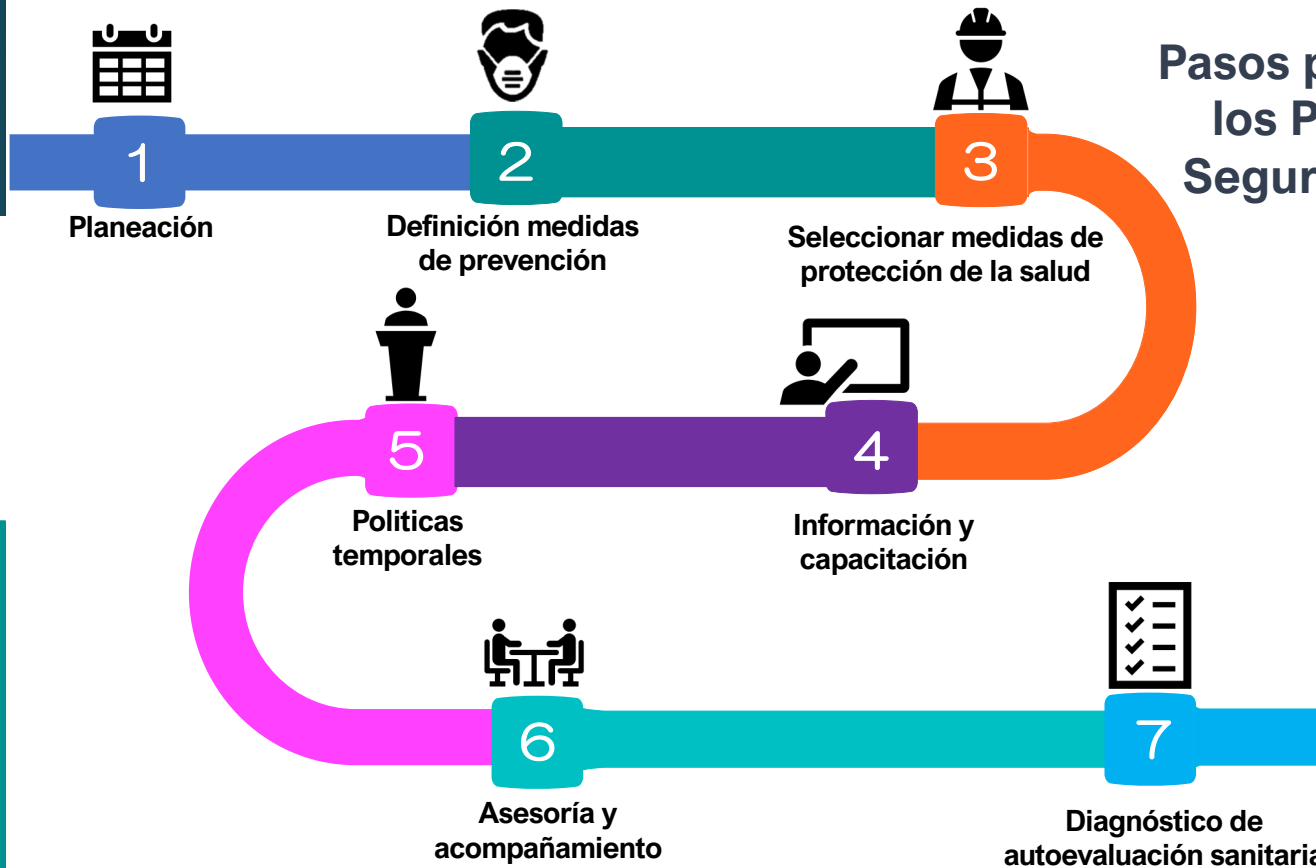 Pasos p
los P
Segur
1
2
3
Planeación
Definición medidas
de prevención
Seleccionar medidas de
protección de la salud
5
4
Politicas
temporales
Información y
capacitación
6
7
Asesoría y
acompañamiento
Diagnóstico de
autoevaluación sanitaria